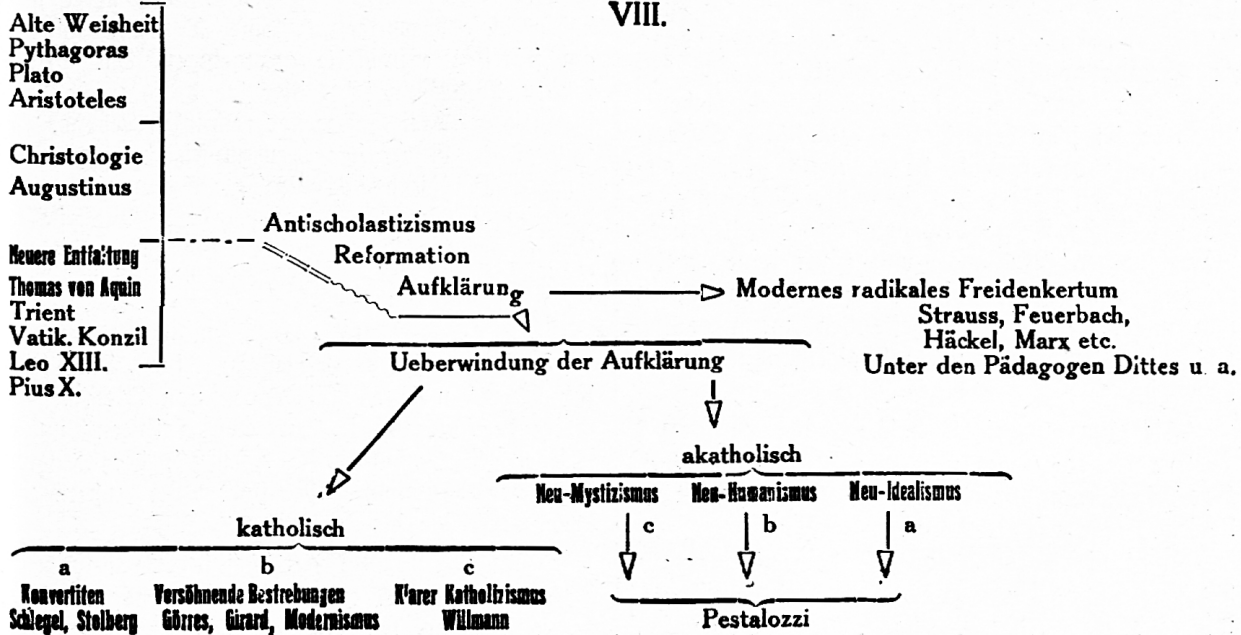 VIII.
Alte Weisheit
Pythagoras
Plato
Aristoteles
Christologie
Augustinus
Neuere Entfaltung
Thomas von Aquin
Trient
Vatik. Konzil
Leo XIII.
Pius X.
Antischolastizismus
Reformation
Aufklärung
Modernes radikales Freidenkertum
Strauss, Feuerbach,
Häckel, Marx etc.
Unter den Pädagogen Dittes u. a.
Ueberwindung der Aufklärung
akatholisch
Neu-Mystizismus Neu-Humanismus Neu-Idealismus
c b a
Pestalozzi
katholisch
a b c
Konvertiten Versöhnende Bestrebungen Klarer Katholizismus
Schlegel, Stolberg Görres, Girard, Modernismus Willmann